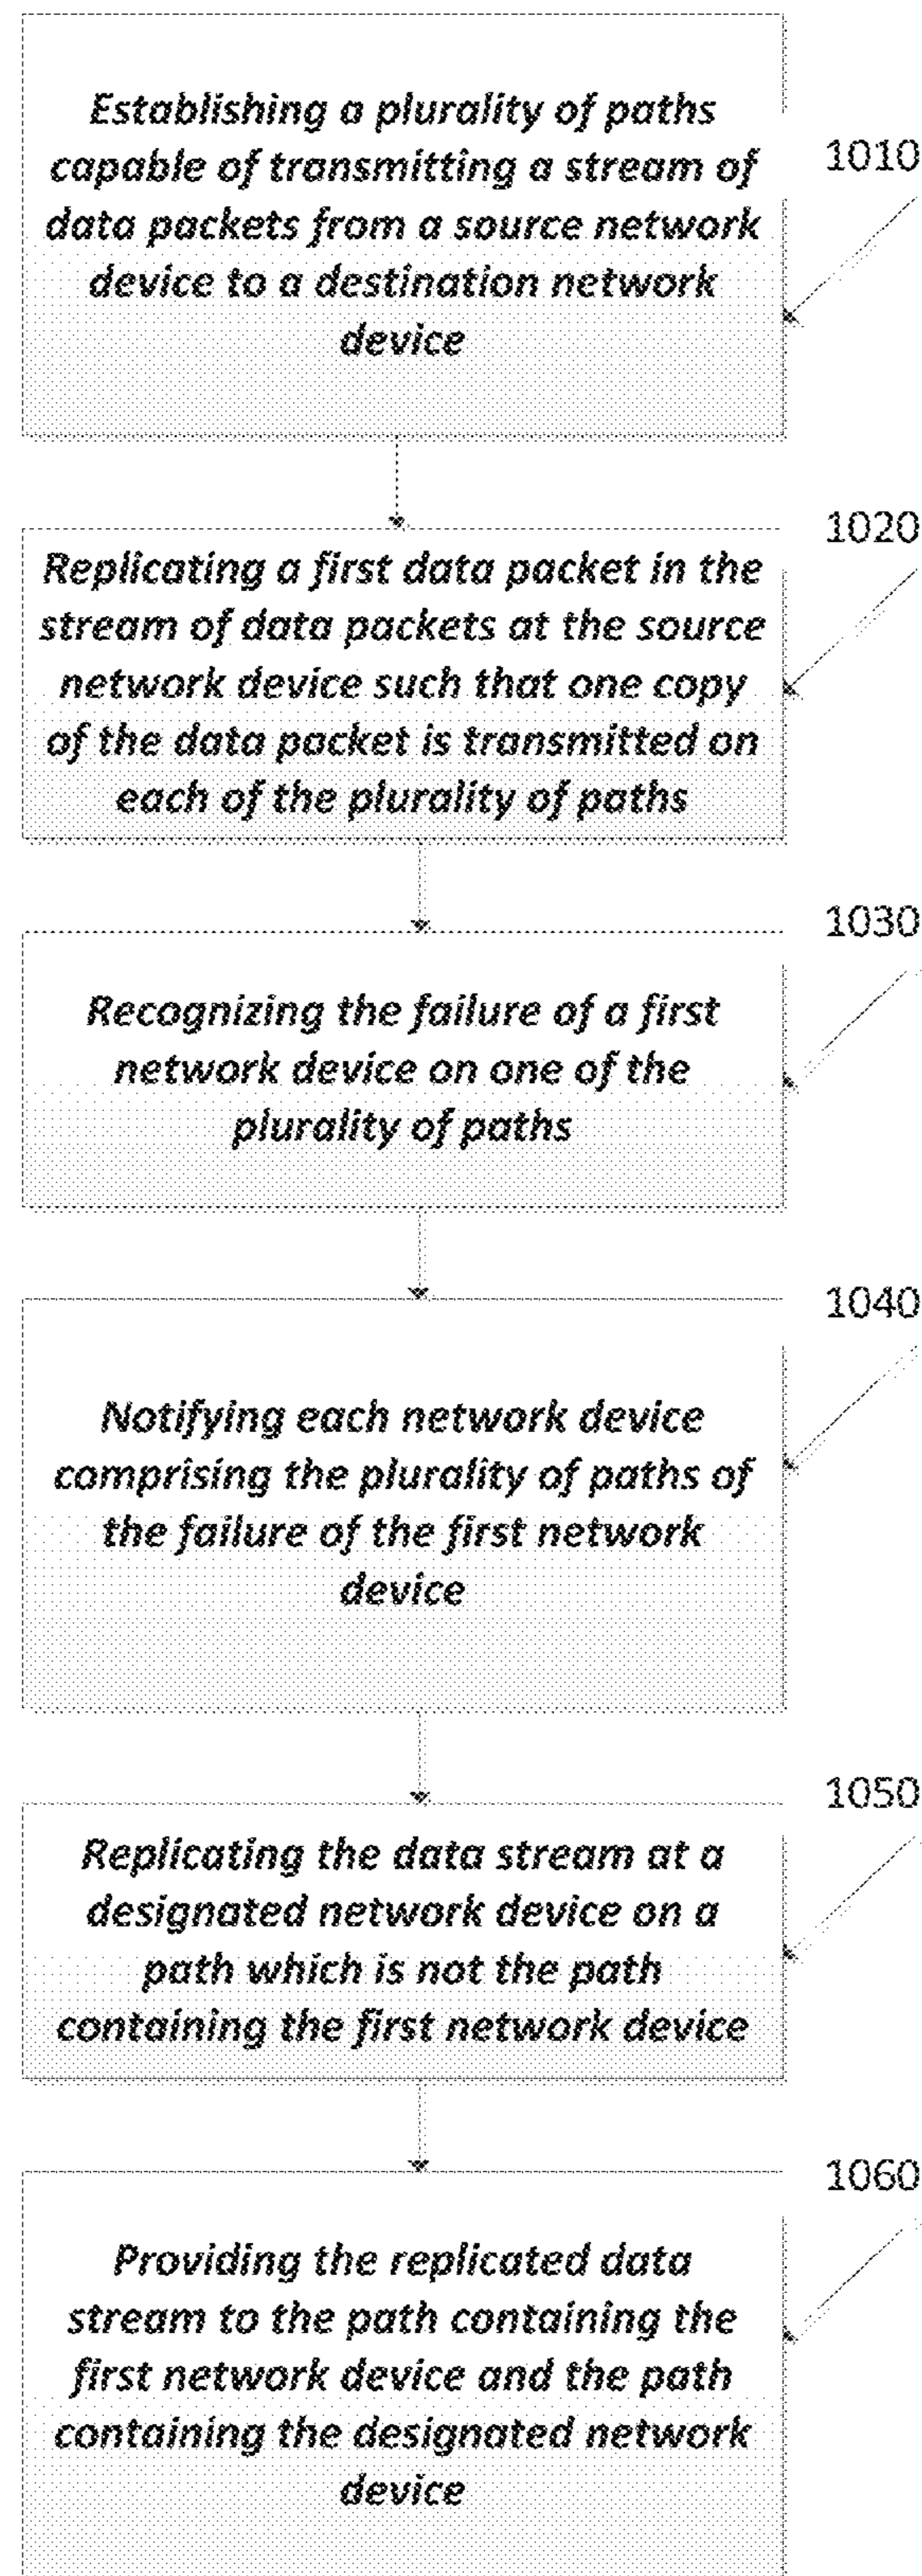 Establishing a plurality of paths
capable of transmitting a stream of
data packets from a source network
device to a destination network
device
1010
Replicating a first data packet in the
stream of data packets at the source
network device such that one copy
of the data packet is transmitted on
each of the plurality of paths
1020
Recognizing the failure of a first
network device on one of the
plurality of paths
1030
Notifying each network device
comprising the plurality of paths of
the failure of the first network
device
1040
Replicating the data stream at a
designated network device on a
path which is not the path
containing the first network device
1050
Providing the replicated data
stream to the path containing the
first network device and the path
containing the designated network
device
1060